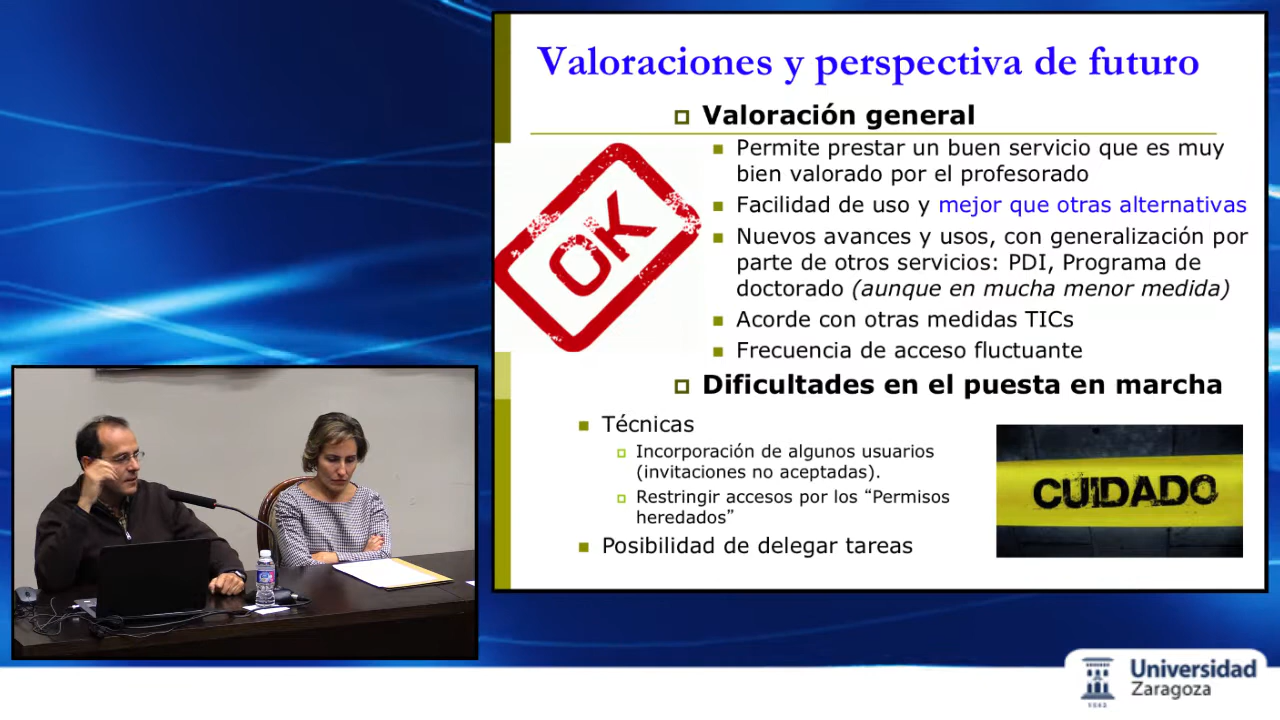 Valoraciones y perspectiva de futuro
Valoración general
Permite prestar un buen servicio que es muy
bien valorado por el profesorado
Facilidad de uso y mejor que otras alternativas
Nuevos avances y usos, con generalización por
parte de otros servicios: PDI, Programa de
doctorado (aunque en mucha menor medida)
Acorde con otras medidas TICs
Frecuencia de acceso fluctuante
OK
Dificultades en el puesta en marcha
Técnicas
Incorporación de algunos usuarios
(invitaciones no aceptadas).
Restringir accesos por los “Permisos
heredados”
Posibilidad de delegar tareas
CUIDADO
Universidad
Zaragoza
1542